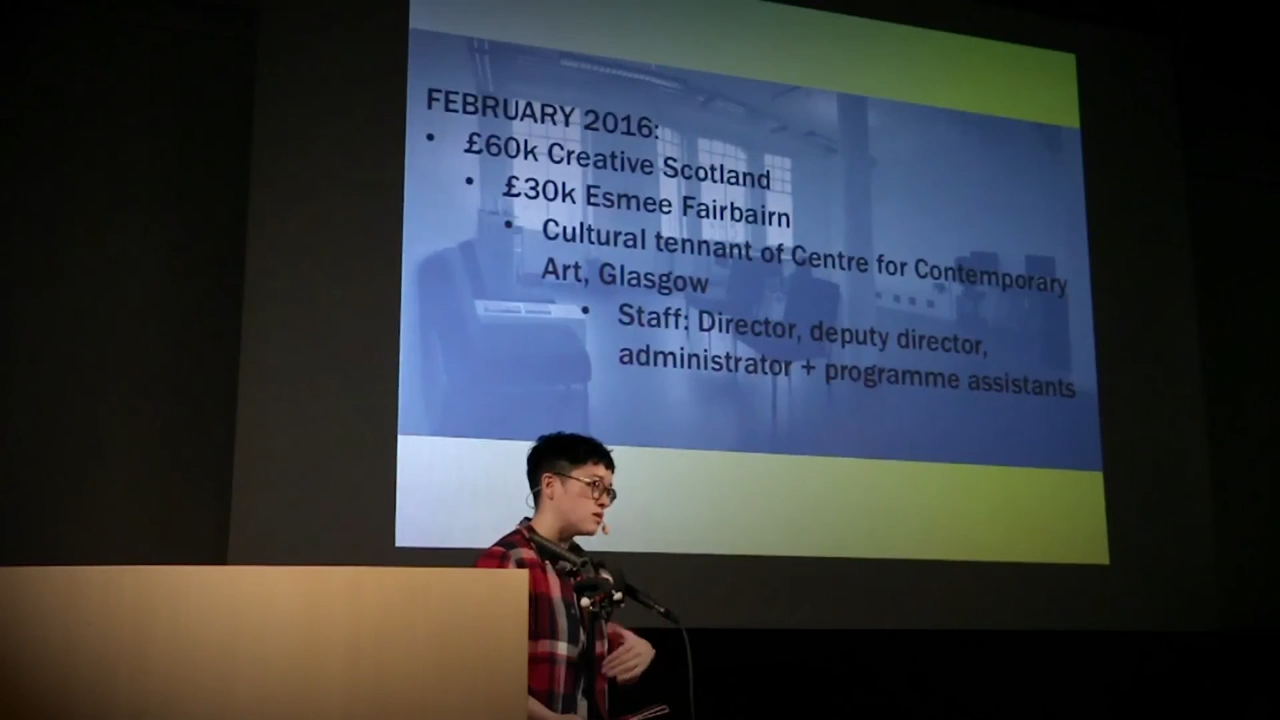 FEBRUARY 2016:
• £60k Creative Scotland
• £30k Esmee Fairbairn
• Cultural tennant of Centre for Contemporary
Art, Glasgow
• Staff: Director, deputy director,
administrator + programme assistants